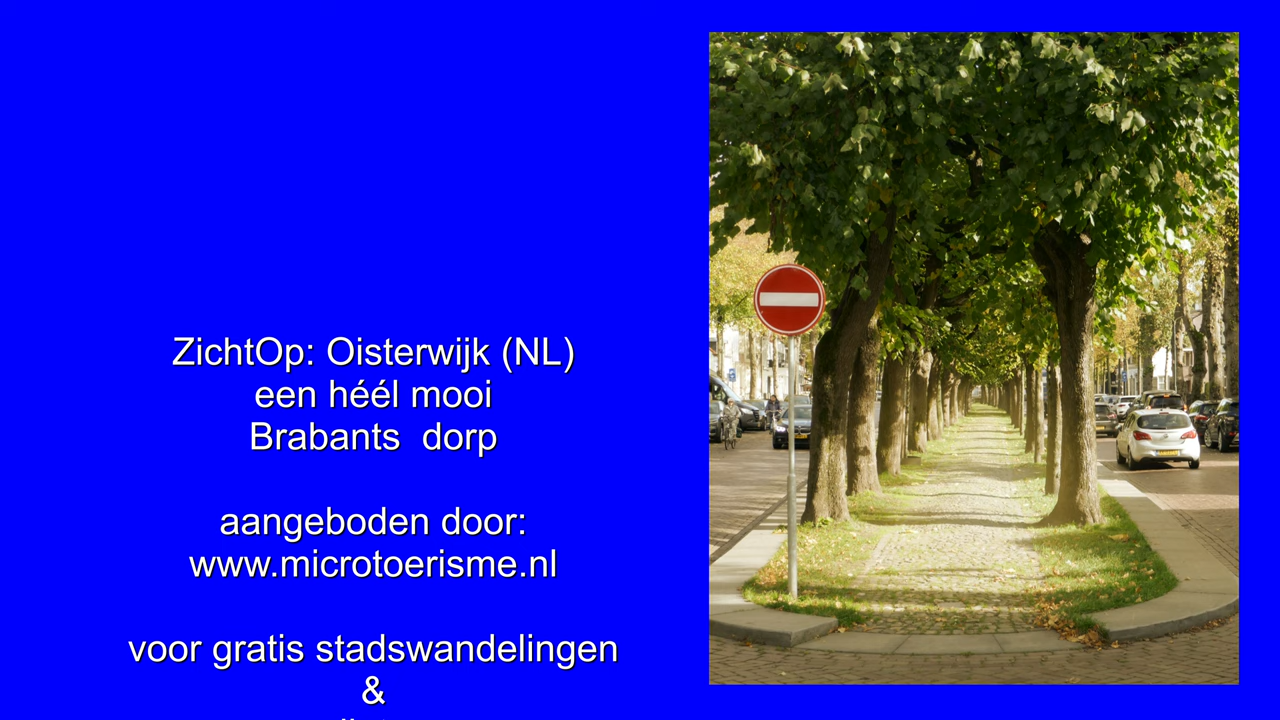 ZichtOp: Oisterwijk (NL)
een héél mooi
Brabants  dorp
aangeboden door:
www.microtoerisme.nl
voor gratis stadswandelingen
&